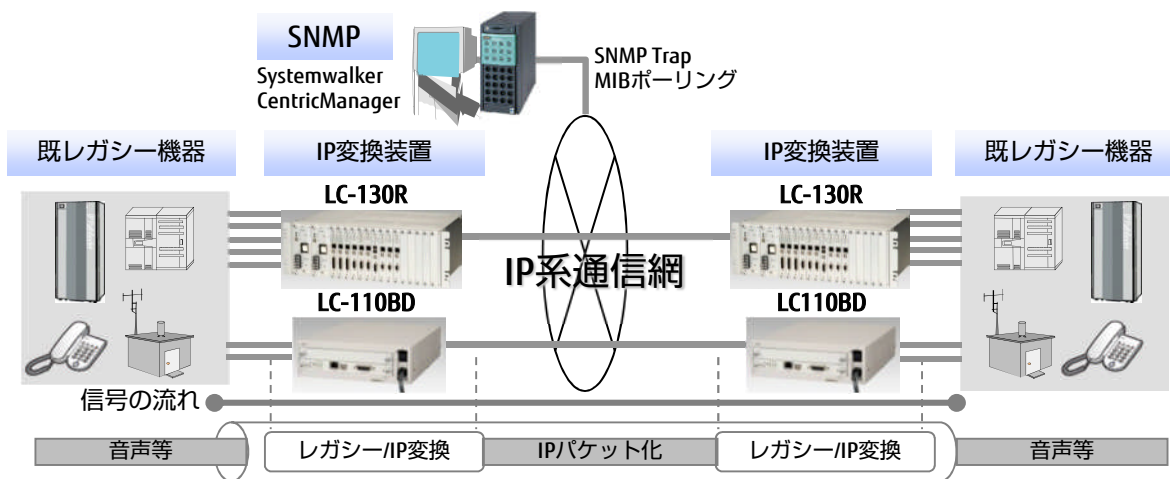 SNMP
Systemwalker
CentricManager
SNMP Trap
MIBポーリング
既レガシー機器
IP変換装置
IP変換装置
既レガシー機器
LC-130R
LC-130R
IP系通信網
LC-110BD
LC110BD
信号の流れ
音声等
レガシー/IP変換
IPパケット化
レガシー/IP変換
音声等